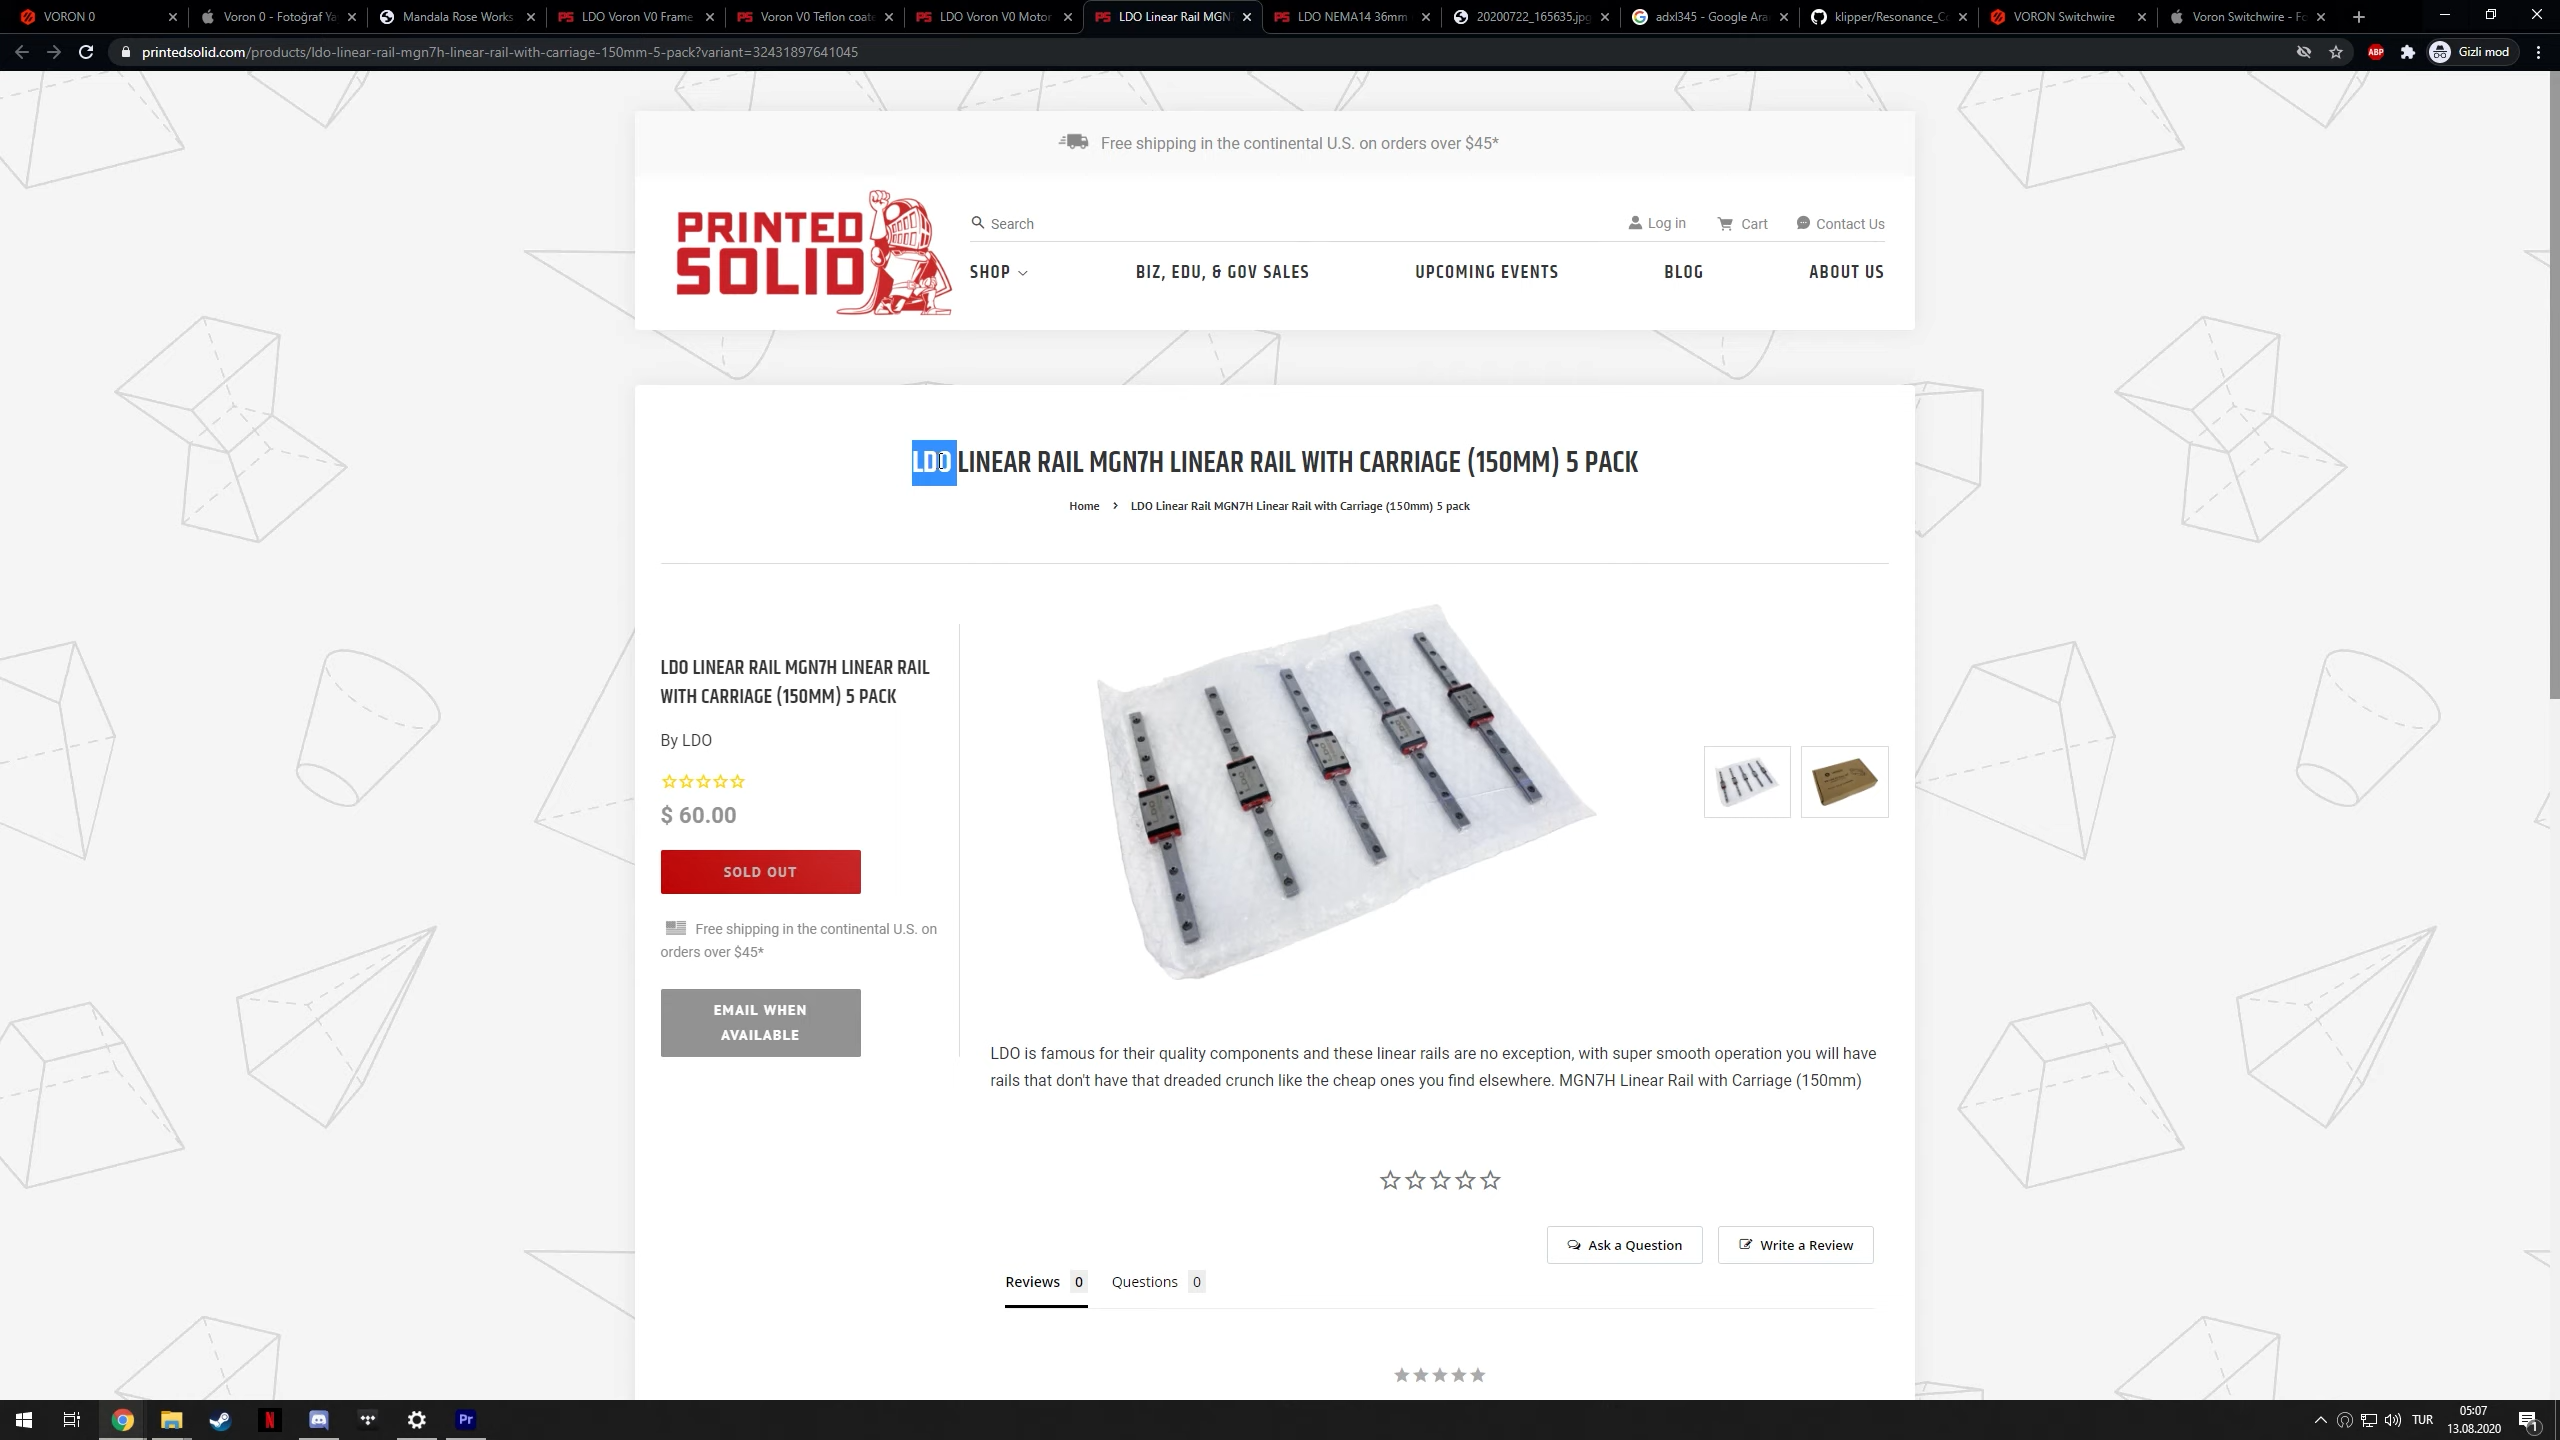 VORON 0
Voron 0 - Fotoğraf Ya
Mandala Rose Works
LDO Voron V0 Frame
Voron V0 Teflon coate
LDO Voron V0 Motor
LDO Linear Rail MGN
LDO NEMA14 36mm
20200722_165635.jpg
adxl345 - Google Ara
klipper/Resonance_Co
VORON Switchwire
Voron Switchwire - Fo
printedsolid.com/products/ldo-linear-rail-mgn7h-linear-rail-with-carriage-150mm-5-pack?variant=32431897641045
ABP
Gizli mod
Free shipping in the continental U.S. on orders over $45*
PRINTED
SOLID
Search
Log in
Cart
Contact Us
SHOP
BIZ, EDU, & GOV SALES
UPCOMING EVENTS
BLOG
ABOUT US
LDO LINEAR RAIL MGN7H LINEAR RAIL WITH CARRIAGE (150MM) 5 PACK
Home > LDO Linear Rail MGN7H Linear Rail with Carriage (150mm) 5 pack
LDO LINEAR RAIL MGN7H LINEAR RAIL
WITH CARRIAGE (150MM) 5 PACK
By LDO
$ 60.00
SOLD OUT
Free shipping in the continental U.S. on
orders over $45*
EMAIL WHEN
AVAILABLE
LDO is famous for their quality components and these linear rails are no exception, with super smooth operation you will have
rails that don't have that dreaded crunch like the cheap ones you find elsewhere. MGN7H Linear Rail with Carriage (150mm)
Ask a Question
Write a Review
Reviews 0
Questions 0
Pr
TUR
05:07
13.08.2020
1